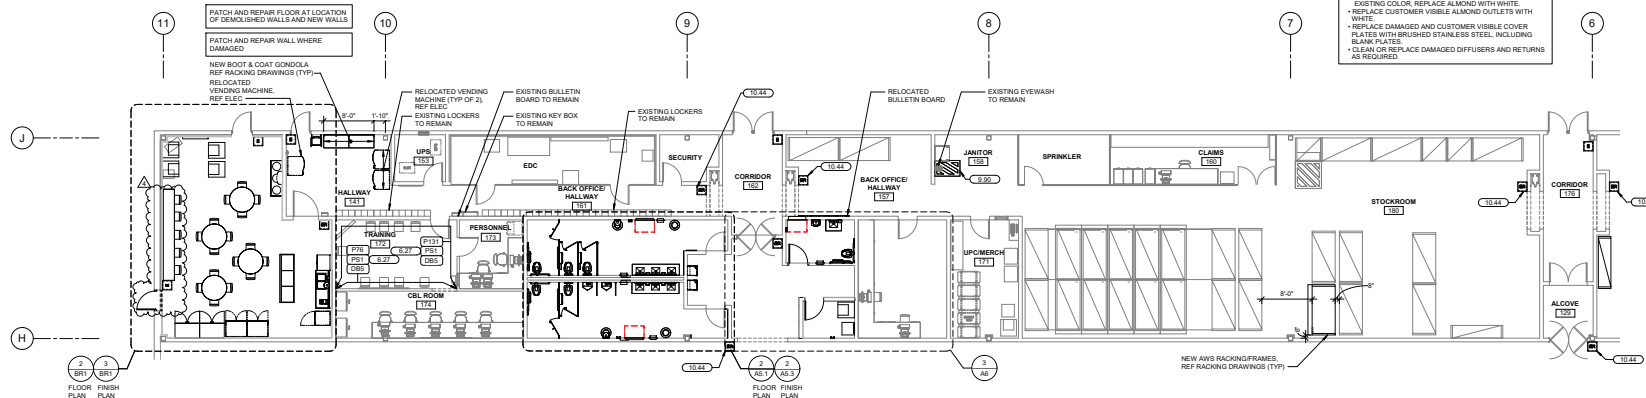 11
10
9
8
7
6
PATCH AND REPAIR FLOOR AT LOCATION
OF DEMOLISHED WALLS AND NEW WALLS
PATCH AND REPAIR WALL WHERE
DAMAGED
NEW BOOT & COAT GONDOLA
REF RACKING DRAWINGS (TYP)
RELOCATED
VENDING MACHINE,
REF ELEC
8'-0"
1'-10"
RELOCATED VENDING
MACHINE (TYP OF 2),
REF ELEC
EXISTING LOCKERS
TO REMAIN
EXISTING BULLETIN
BOARD TO REMAIN
EXISTING KEY BOX
TO REMAIN
EXISTING LOCKERS
TO REMAIN
10.44
RELOCATED
BULLETIN BOARD
EXISTING EYEWASH
TO REMAIN
EXISTING COLOR, REPLACE ALMOND WITH WHITE.
• REPLACE CUSTOMER VISIBLE ALMOND OUTLETS WITH
WHITE.
• REPLACE DAMAGED AND CUSTOMER VISIBLE COVER
PLATES WITH BRUSHED STAINLESS STEEL, INCLUDING
BLANK PLATES.
• CLEAN OR REPLACE DAMAGED DIFFUSERS AND RETURNS
AS REQUIRED.
J
H
UPS
153
EDC
SECURITY
CORRIDOR
162
10.44
BACK OFFICE/
HALLWAY
157
JANITOR
158
9.90
SPRINKLER
CLAIMS
160
STOCKROOM
180
10.44
CORRIDOR
176
HALLWAY
141
BACK OFFICE/
HALLWAY
161
TRAINING
172
P76
6.27
P131
PS1
6.27
PS1
DB5
DB5
PERSONNEL
173
CBL ROOM
174
UPC/MERCH
171
8'-0"
8"
6"
ALCOVE
129
10.44
NEW AWS RACKING/FRAMES,
REF RACKING DRAWINGS (TYP)
10.44
2
BR1
FLOOR
PLAN
3
BR1
FINISH
PLAN
2
A5.1
FLOOR
PLAN
2
A5.3
FINISH
PLAN
3
A6